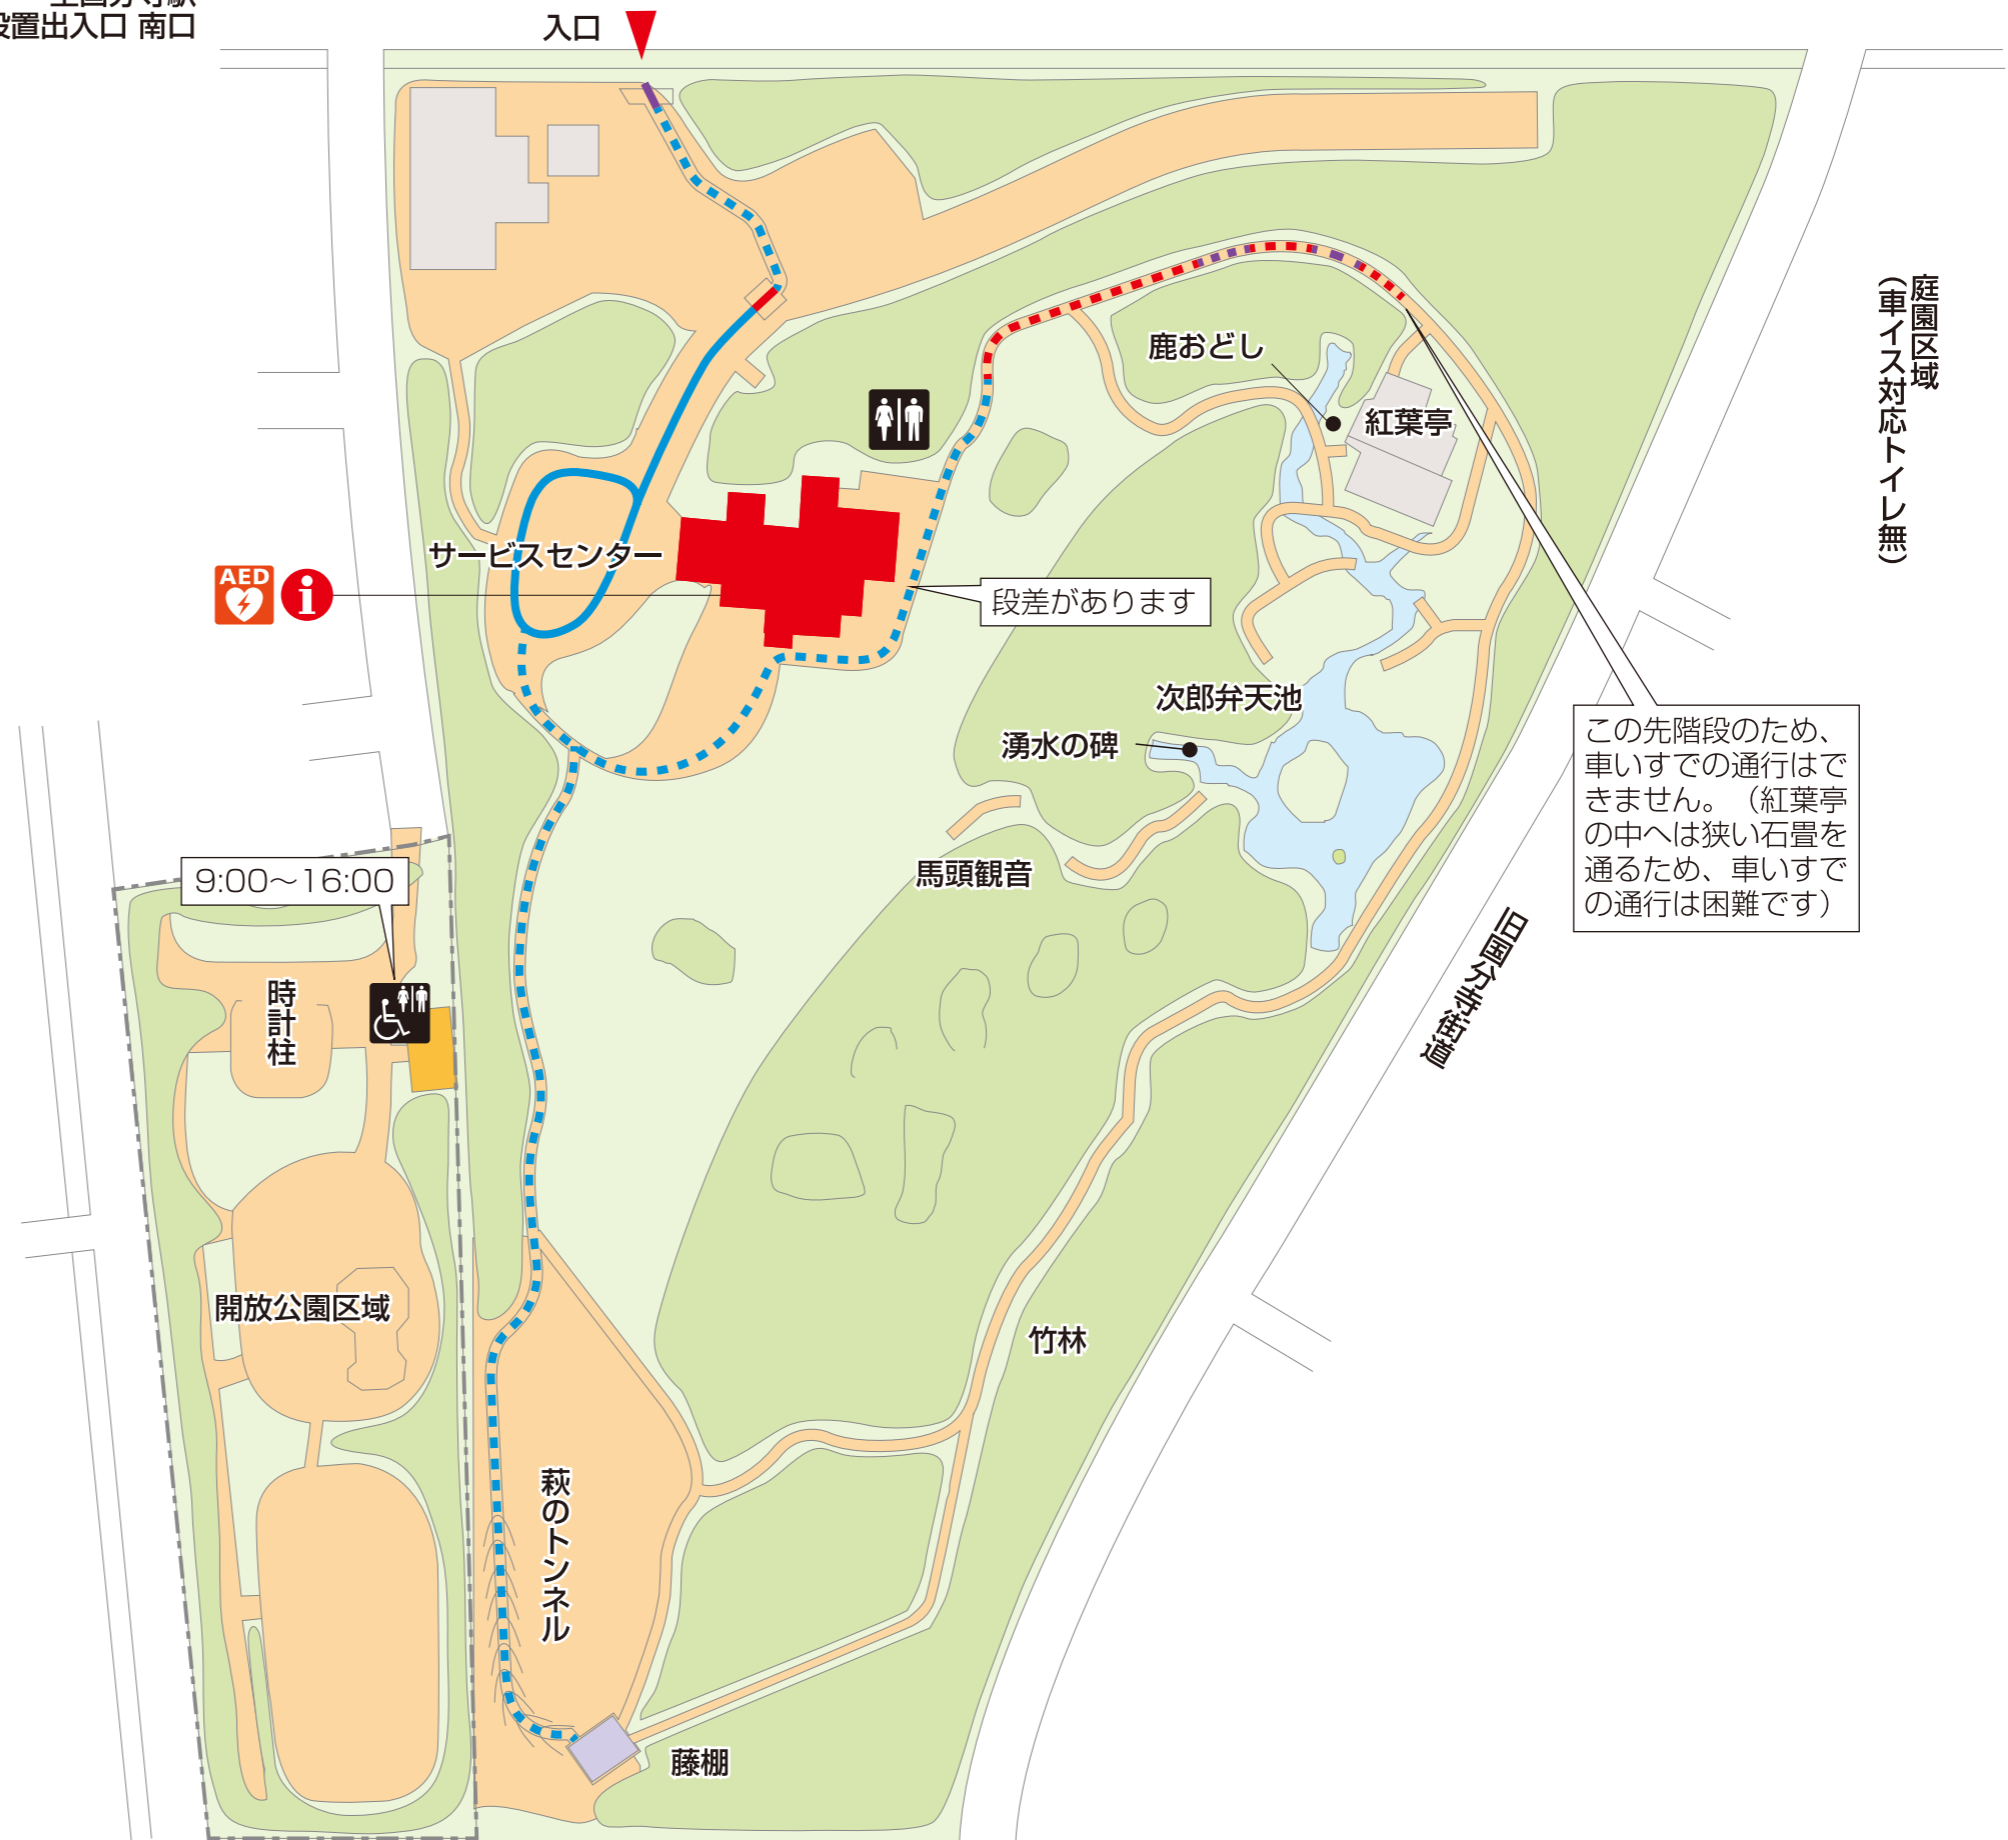 設置出入口 南口
入口
庭園区域
（車イス対応トイレ無）
鹿おどし
紅葉亭
サービスセンター
AED
i
段差があります
次郎弁天池
湧水の碑
この先階段のため、
車いすでの通行はで
きません。（紅葉亭
の中へは狭い石畳を
通るため、車いすで
の通行は困難です）
9:00～16:00
馬頭観音
旧国分寺街道
時計柱
開放公園区域
竹林
萩のトンネル
藤棚